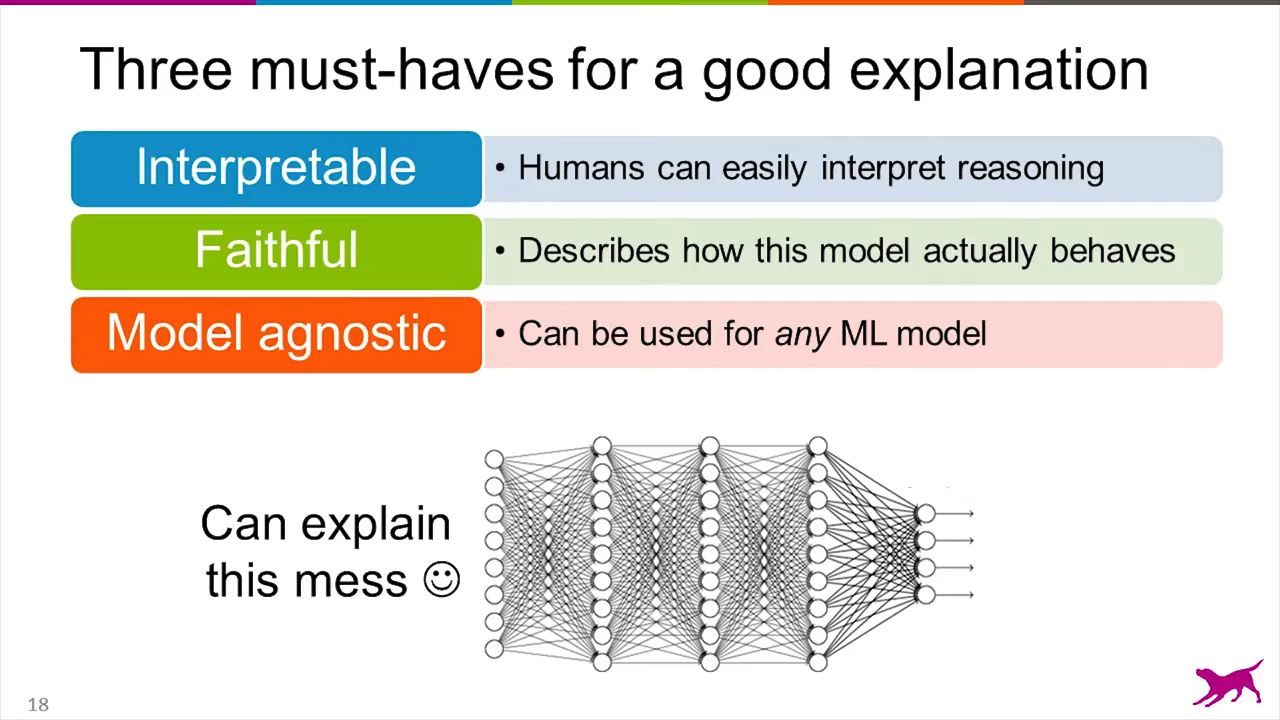 Three must-haves for a good explanation
Interpretable
• Humans can easily interpret reasoning
Faithful
• Describes how this model actually behaves
Model agnostic
• Can be used for any ML model
Can explain
this mess ☺
18